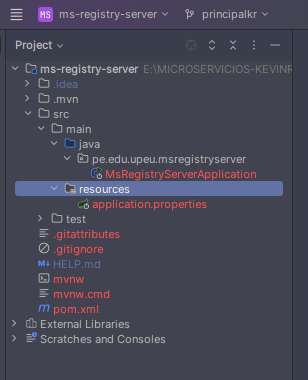 MS ms-registry-server principalkr
Project
ms-registry-server E:\MICROSERVICIOS-KEVINR
.idea
.mvn
src
main
java
pe.edu.upeu.msregistryserver
MsRegistryServerApplication
resources
application.properties
test
.gitattributes
.gitignore
M↓ HELP.md
mvnw
mvnw.cmd
m pom.xml
External Libraries
Scratches and Consoles